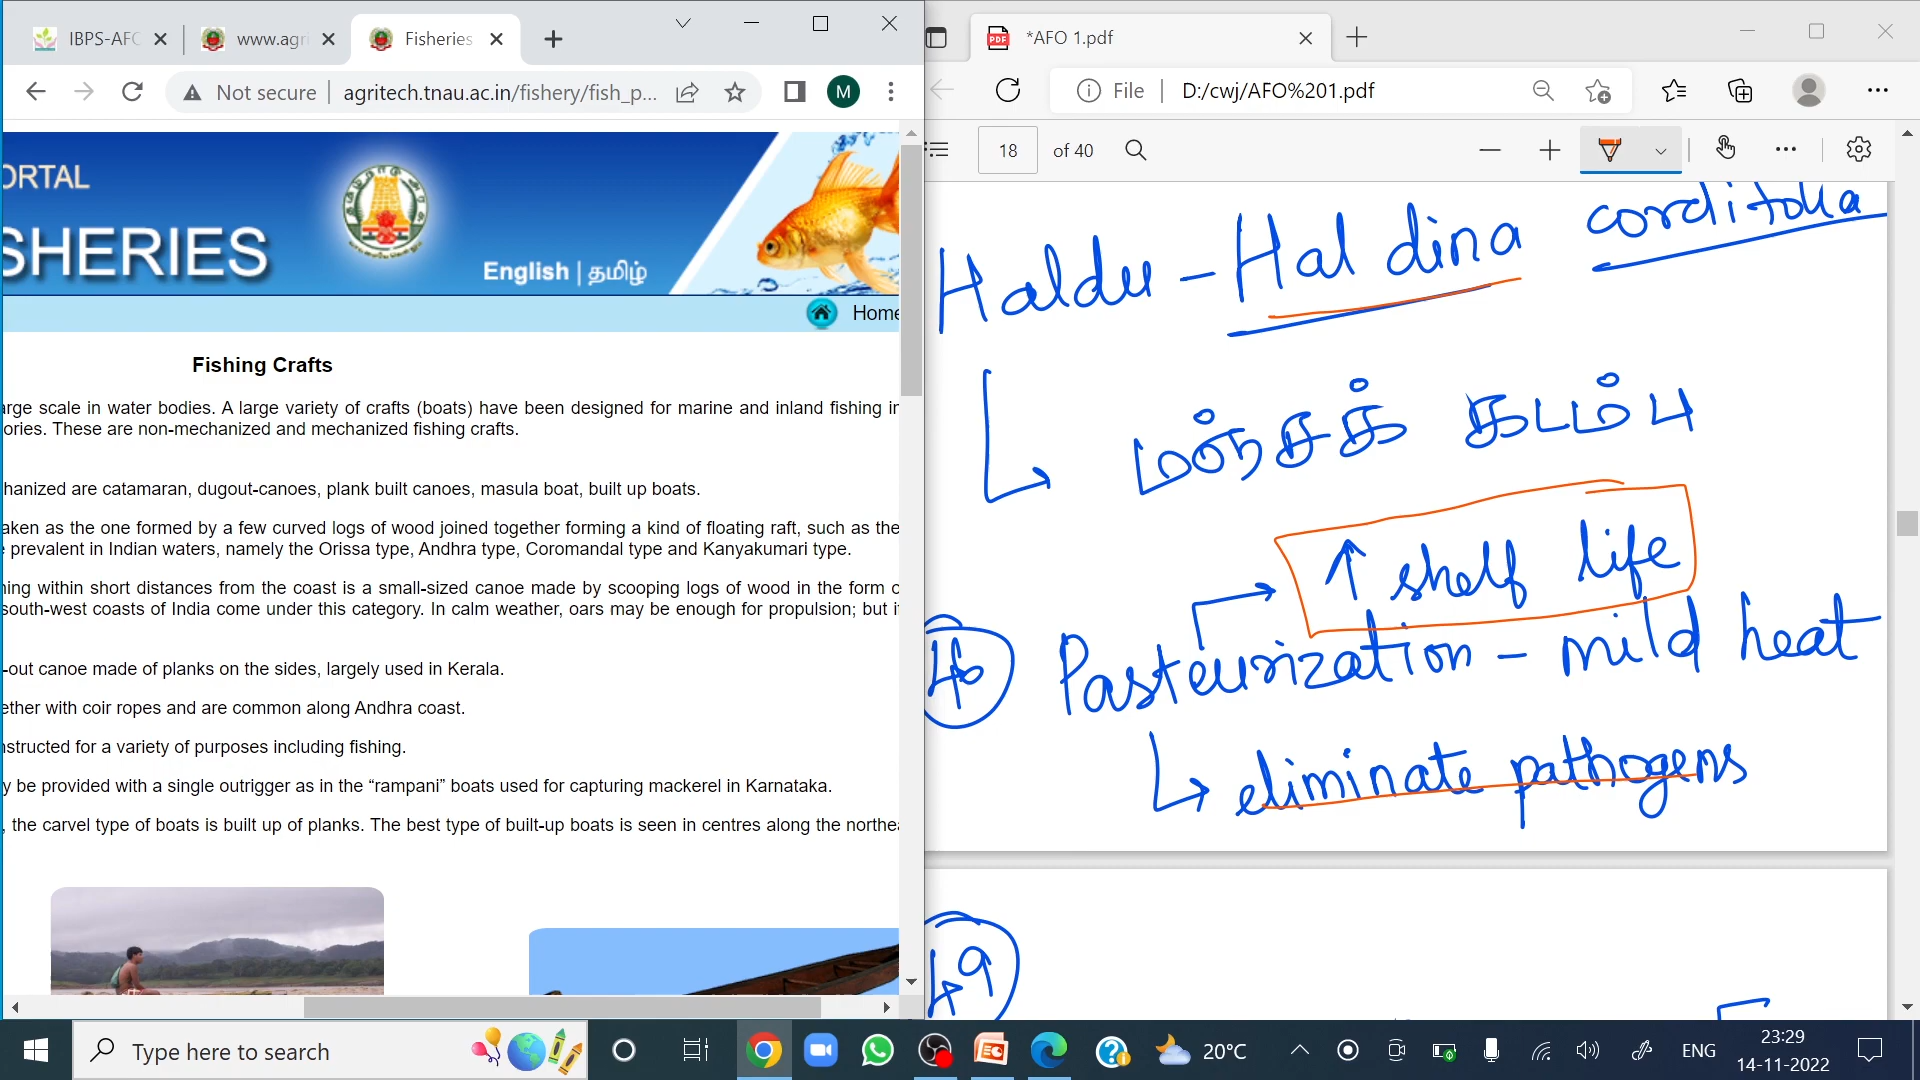 IBPS-AFC
www.agri
Fisheries
Not secure
agritech.tnau.ac.in/fishery/fish_p...
M
ORTAL
SHERIES
English | தமிழ்
Home
Fishing Crafts
arge scale in water bodies. A large variety of crafts (boats) have been designed for marine and inland fishing in
ories. These are non-mechanized and mechanized fishing crafts.
hanized are catamaran, dugout-canoes, plank built canoes, masula boat, built up boats.
aken as the one formed by a few curved logs of wood joined together forming a kind of floating raft, such as the
prevalent in Indian waters, namely the Orissa type, Andhra type, Coromandal type and Kanyakumari type.
ning within short distances from the coast is a small-sized canoe made by scooping logs of wood in the form o
south-west coasts of India come under this category. In calm weather, oars may be enough for propulsion; but i
-out canoe made of planks on the sides, largely used in Kerala.
ether with coir ropes and are common along Andhra coast.
nstructed for a variety of purposes including fishing.
y be provided with a single outrigger as in the “rampani” boats used for capturing mackerel in Karnataka.
, the carvel type of boats is built up of planks. The best type of built-up boats is seen in centres along the northea
*AFO 1.pdf
File
D:/cwj/AFO%201.pdf
18 of 40
Haldu - Haldina cordifolia
கடம்பு
↑ shelf life
Pasteurization - mild heat
eliminate pathogens
49
Type here to search
20°C
ENG
23:29
14-11-2022